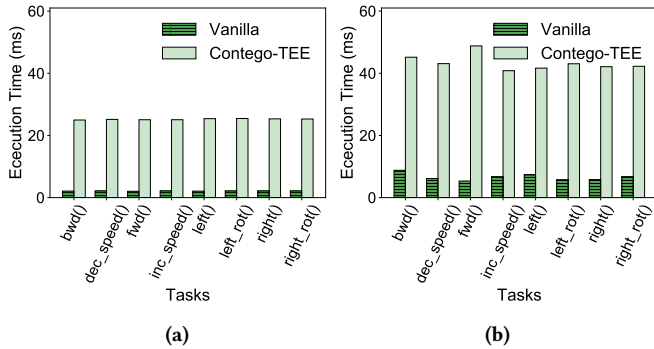 60
40
20
0
Ececution Time (ms)
Vanilla
Contego-TEE
bwd()
dec_speed()
fwd()
inc_speed()
left()
left_rot()
right()
right_rot()
Tasks
(a)
60
40
20
0
Ececution Time (ms)
Vanilla
Contego-TEE
bwd()
dec_speed()
fwd()
inc_speed()
left()
left_rot()
right()
right_rot()
Tasks
(b)